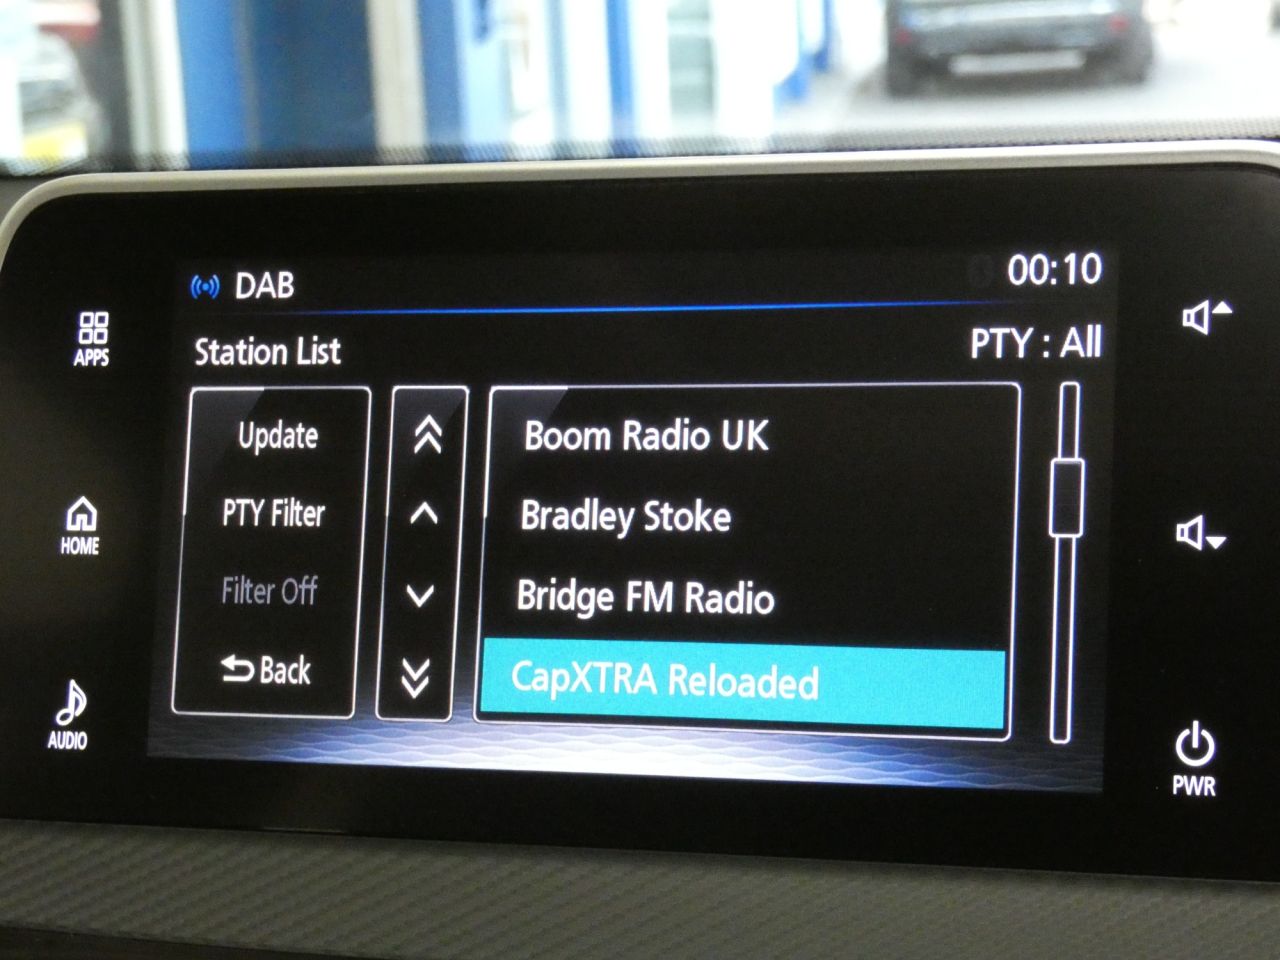 DAB
00:10
Station List
PTY : All
APPS
HOME
AUDIO
Update
PTY Filter
Filter Off
Back
Boom Radio UK
Bradley Stoke
Bridge FM Radio
CapXTRA Reloaded
PWR